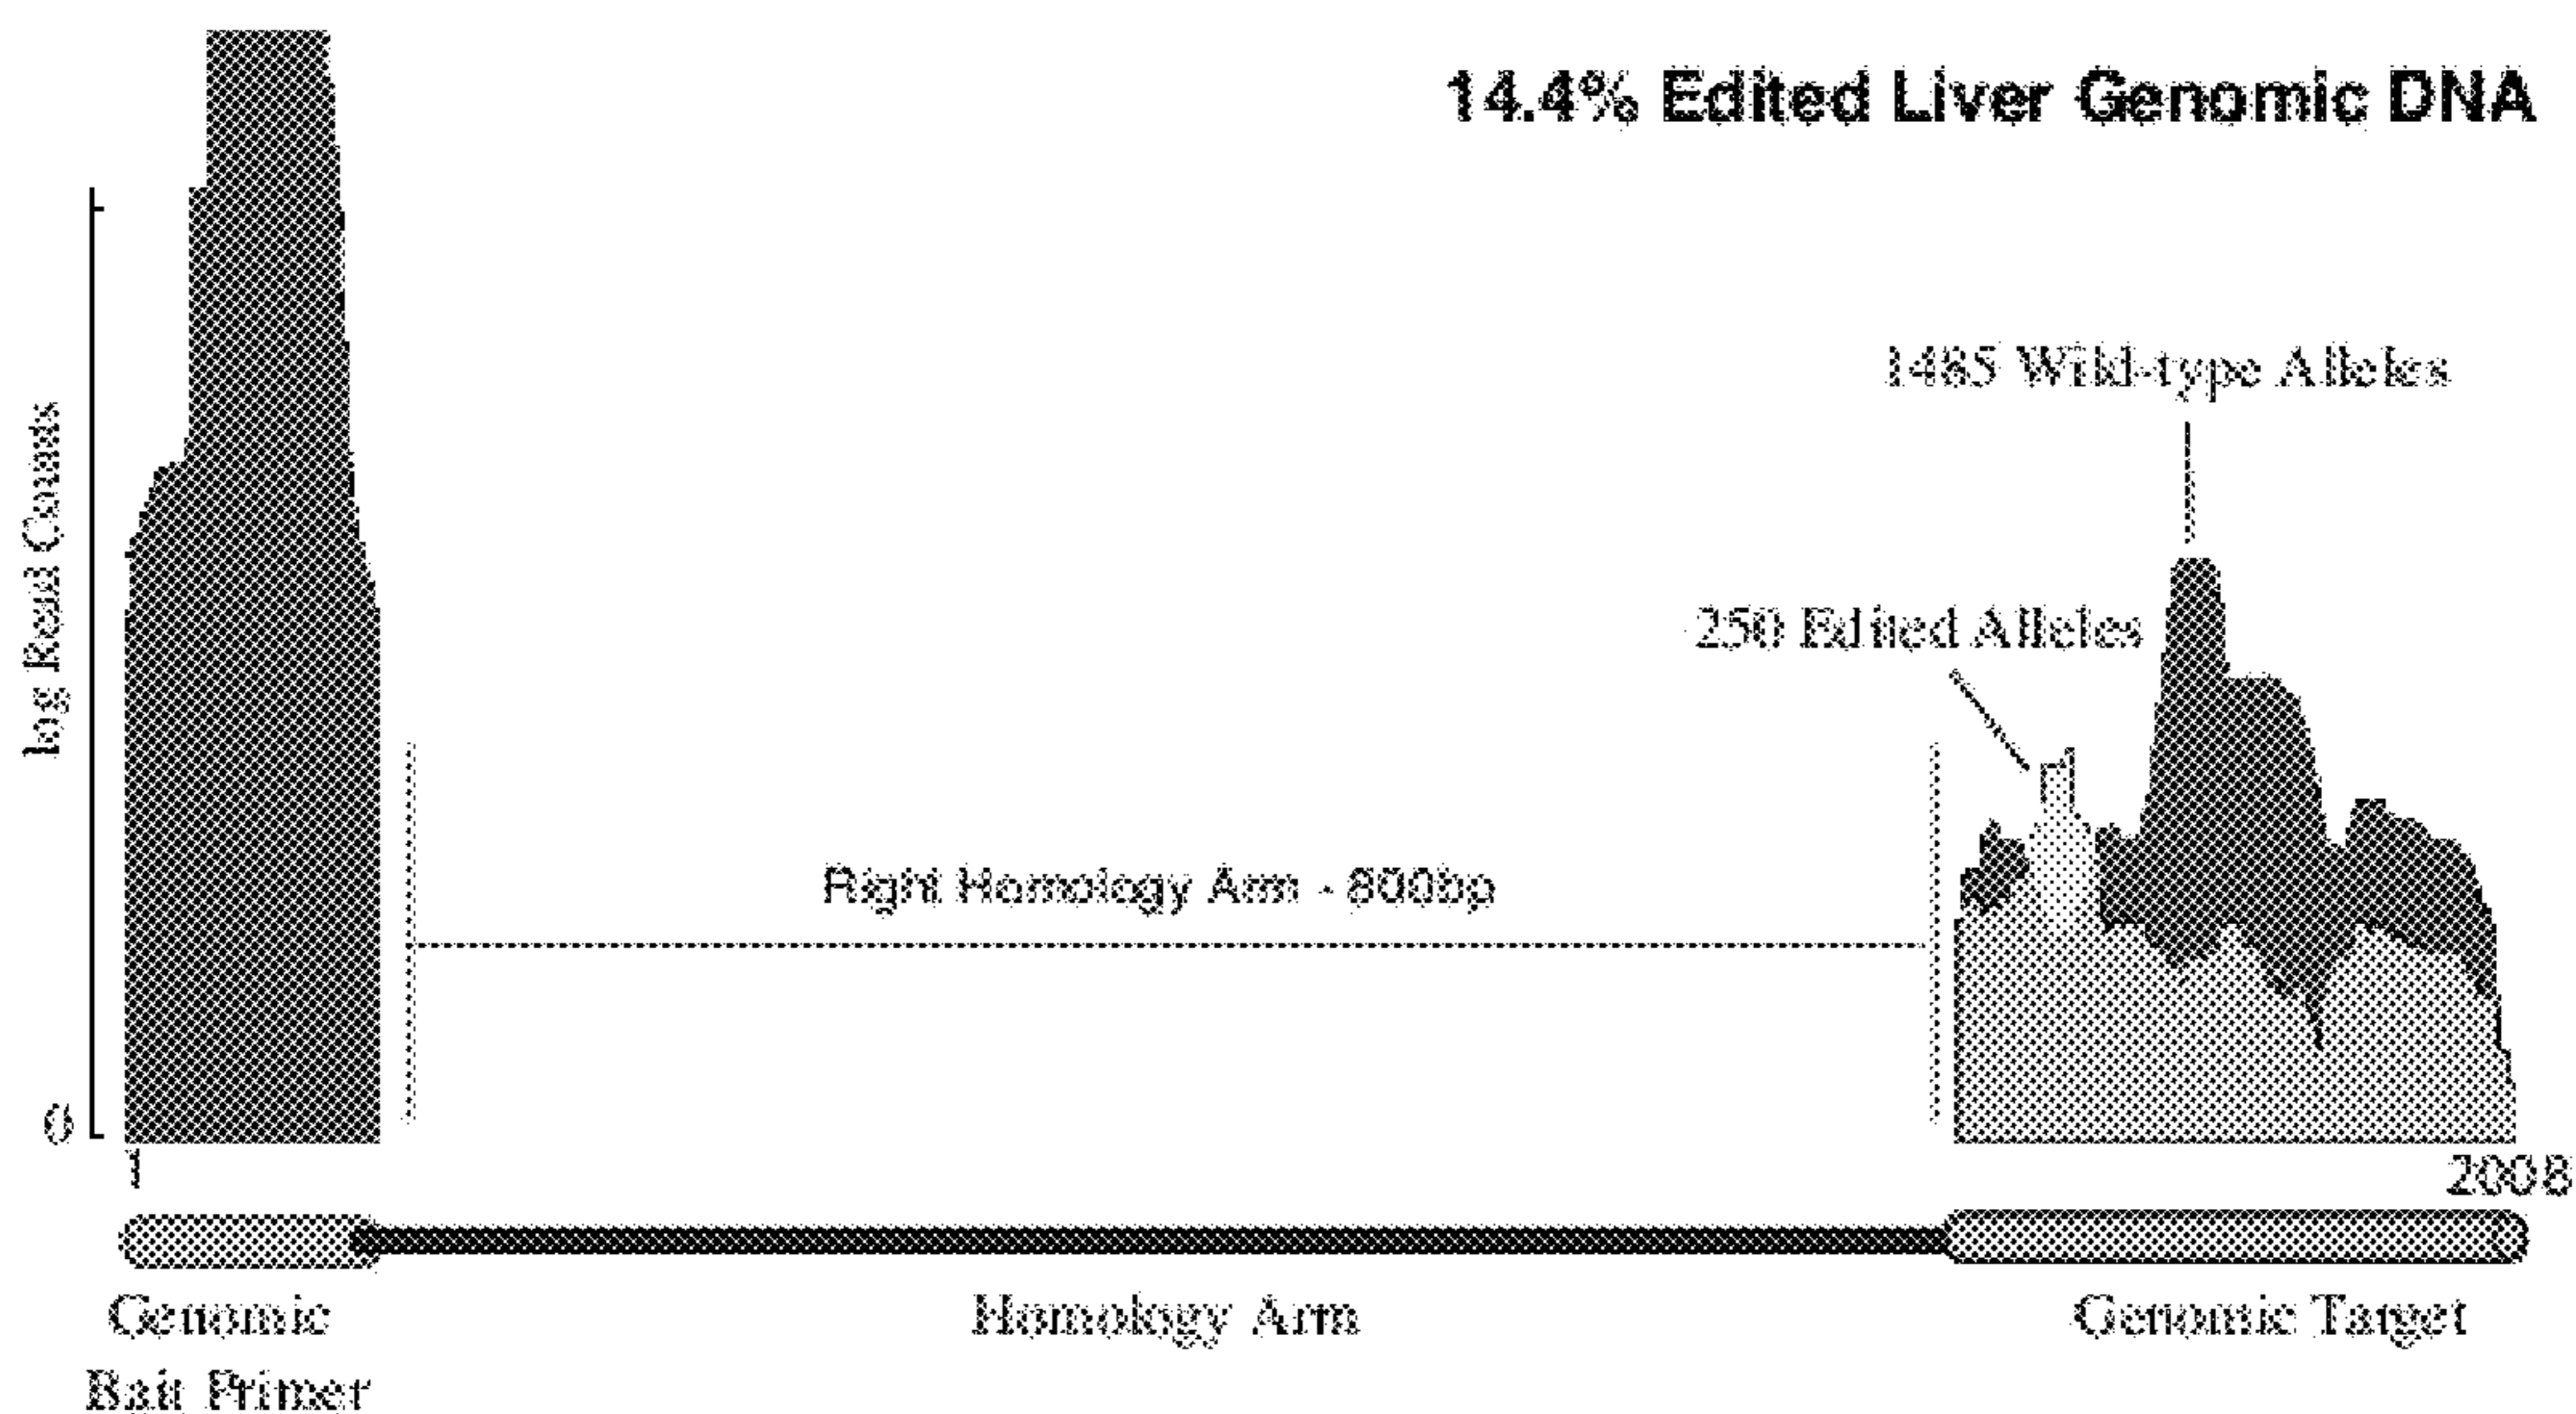 14.4% Edited Liver Genomic DNA
1485 Wild-type Alleles
250 Edited Alleles
log Read Counts
Right Homology Arm - 800bp
0
1
2008
Genomic
Bait Primer
Homology Arm
Genomic Target